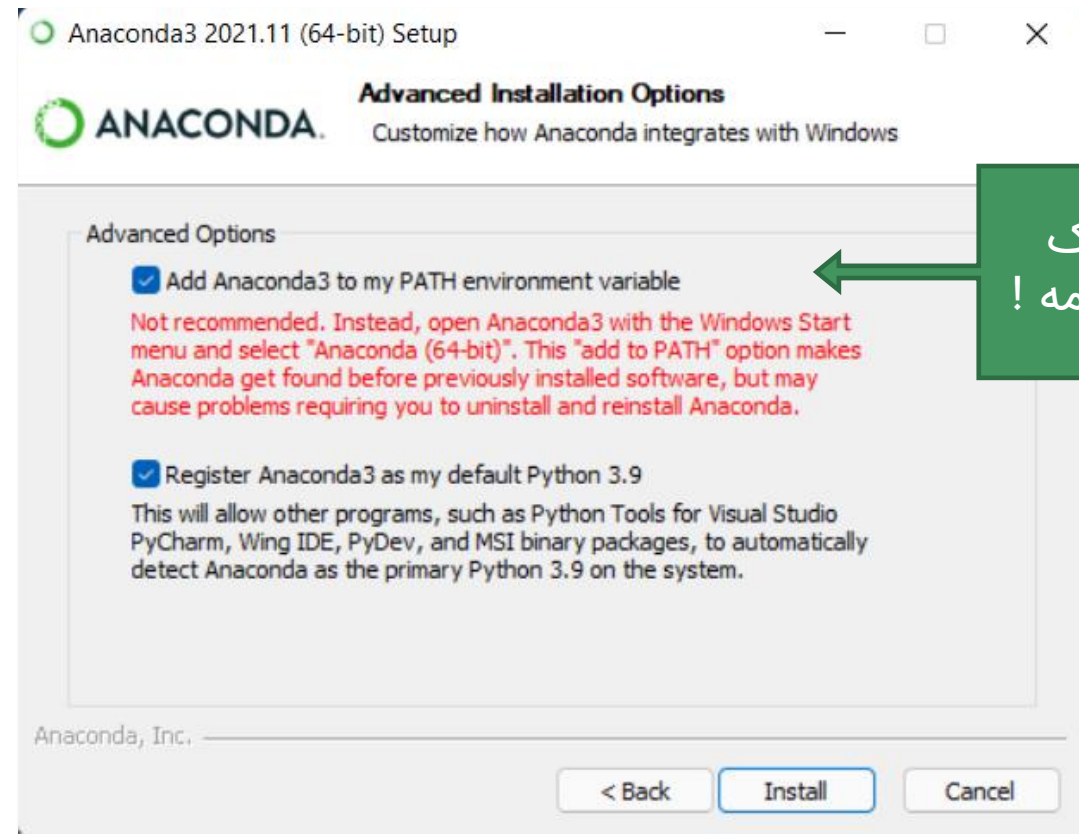 Anaconda3 2021.11 (64-bit) Setup
ANACONDA.
Advanced Installation Options
Customize how Anaconda integrates with Windows
Advanced Options
Add Anaconda3 to my PATH environment variable
Not recommended. Instead, open Anaconda3 with the Windows Start
menu and select "Anaconda (64-bit)". This "add to PATH" option makes
Anaconda get found before previously installed software, but may
cause problems requiring you to uninstall and reinstall Anaconda.
Register Anaconda3 as my default Python 3.9
This will allow other programs, such as Python Tools for Visual Studio
PyCharm, Wing IDE, PyDev, and MSI binary packages, to automatically
detect Anaconda as the primary Python 3.9 on the system.
Anaconda, Inc.
< Back
Install
Cancel